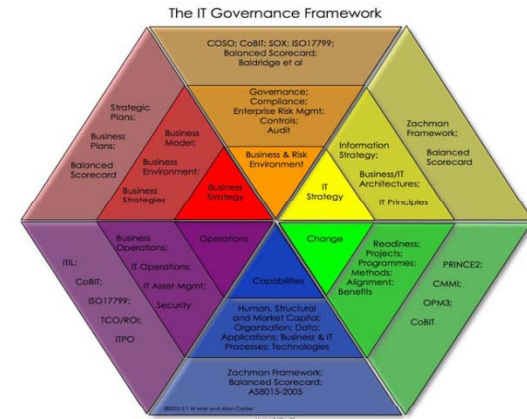 The IT Governance Framework
COSO; CoBIT; SOX; ISO17799;
Balanced Scorecard;
Baldridge et al
Governance;
Compliance;
Enterprise Risk Mgmt;
Controls;
Audit
Business & Risk
Environment
Strategic
Plans;
Business
Plans;
Balanced
Scorecard
Business
Model;
Business
Environment;
Business
Strategies
Business
Strategy
IT
Strategy
Information
Strategy;
Business/IT
Architectures;
IT Principles
Zachman
Framework;
Balanced
Scorecard
ITIL;
CoBIT;
ISO17799;
TCO/ROI;
ITPO
Business
Operations;
IT Operations;
IT Asset Mgmt;
Security
Operations
Capabilities
Change
Readiness;
Projects;
Programmes;
Methods;
Alignment;
Benefits
PRINCE2;
CMMI;
OPM3;
CoBIT
Human, Structural
and Market Capital;
Organisation; Data;
Applications; Business & IT
Processes; Technologies
Zachman Framework;
Balanced Scorecard;
AS8015-2005